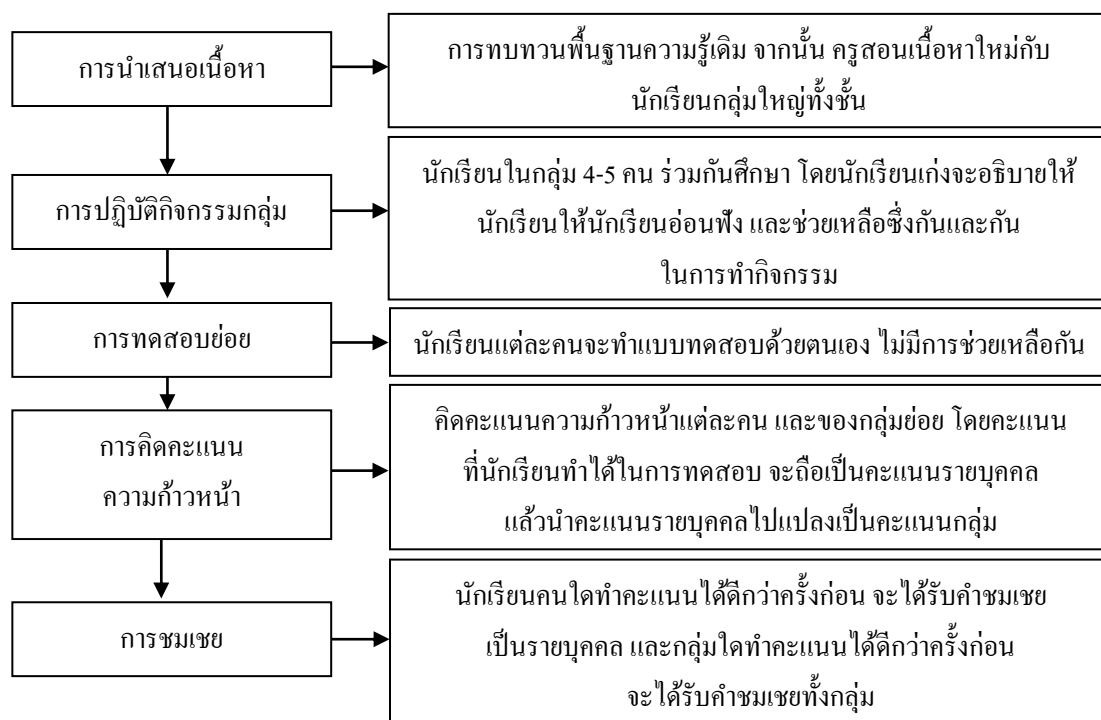 การนำเสนอเนื้อหา
การทบทวนพื้นฐานความรู้เดิม จากนั้น ครูสอนเนื้อหาใหม่กับ
นักเรียนกลุ่มใหญ่ทั้งชั้น
การปฏิบัติกิจกรรมกลุ่ม
นักเรียนในกลุ่ม 4-5 คน ร่วมกันศึกษา โดยนักเรียนเก่งจะอธิบายให้
นักเรียนให้นักเรียนอ่อนฟัง และช่วยเหลือซึ่งกันและกัน
ในการทำกิจกรรม
การทดสอบย่อย
นักเรียนแต่ละคนจะทำแบบทดสอบด้วยตนเอง ไม่มีการช่วยเหลือกัน
การคิดคะแนน
ความก้าวหน้า
คิดคะแนนความก้าวหน้าแต่ละคน และของกลุ่มย่อย โดยคะแนน
ที่นักเรียนทำได้ในการทดสอบ จะถือเป็นคะแนนรายบุคคล
แล้วนำคะแนนรายบุคคลไปแปลงเป็นคะแนนกลุ่ม
การชมเชย
นักเรียนคนใดทำคะแนนได้ดีกว่าครั้งก่อน จะได้รับคำชมเชย
เป็นรายบุคคล และกลุ่มใดทำคะแนนได้ดีกว่าครั้งก่อน
จะได้รับคำชมเชยทั้งกลุ่ม